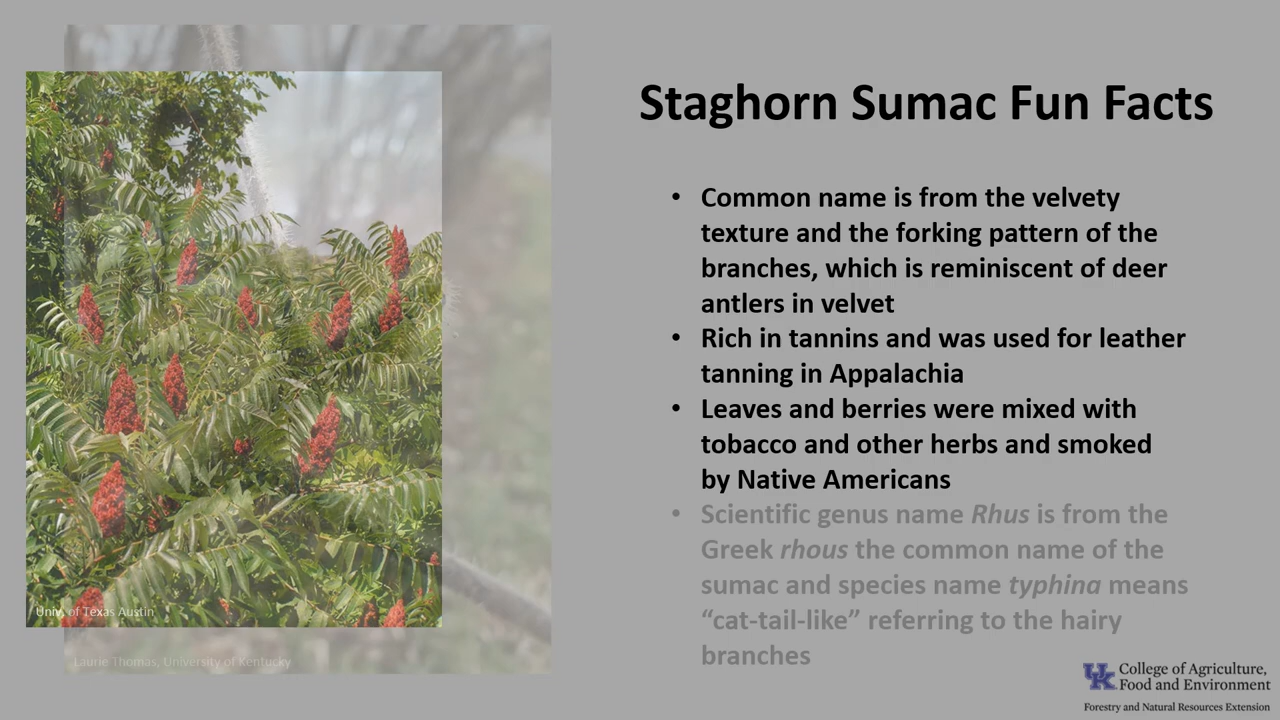 Staghorn Sumac Fun Facts
• Common name is from the velvety
texture and the forking pattern of the
branches, which is reminiscent of deer
antlers in velvet
• Rich in tannins and was used for leather
tanning in Appalachia
• Leaves and berries were mixed with
tobacco and other herbs and smoked
by Native Americans
• Scientific genus name Rhus is from the
Greek rhous the common name of the
sumac and species name typhina means
“cat-tail-like” referring to the hairy
branches
Univ. of Texas Austin
Laurie Thomas, University of Kentucky
UK College of Agriculture,
Food and Environment
Forestry and Natural Resources Extension